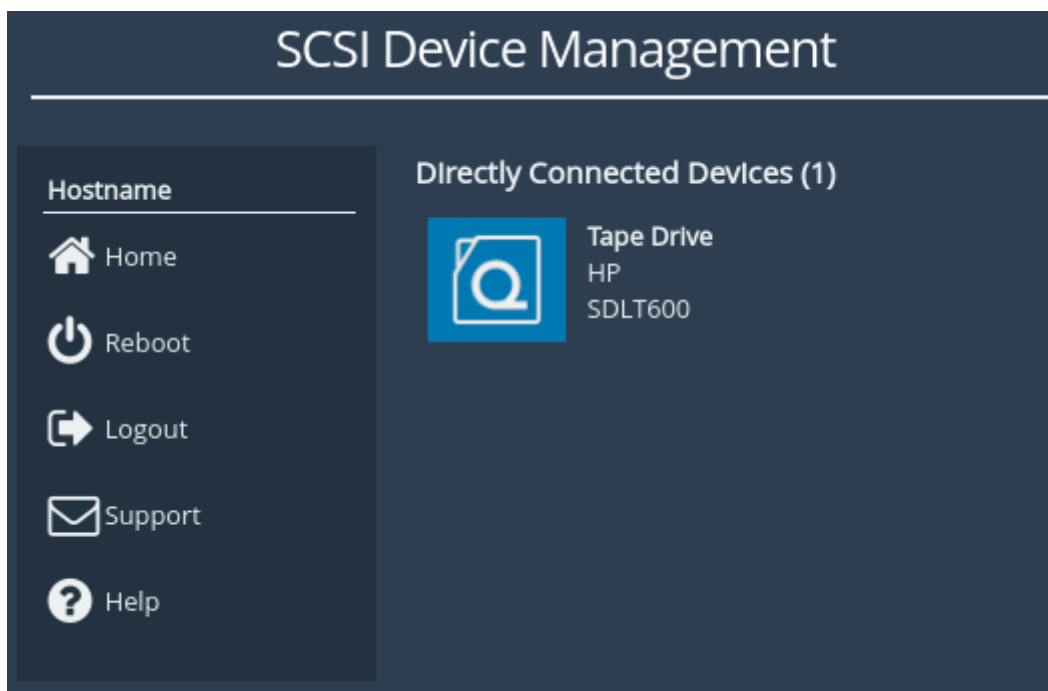 SCSI Device Management
Hostname
Home
Reboot
Logout
Support
Help
Directly Connected Devices (1)
Tape Drive
HP
SDLT600